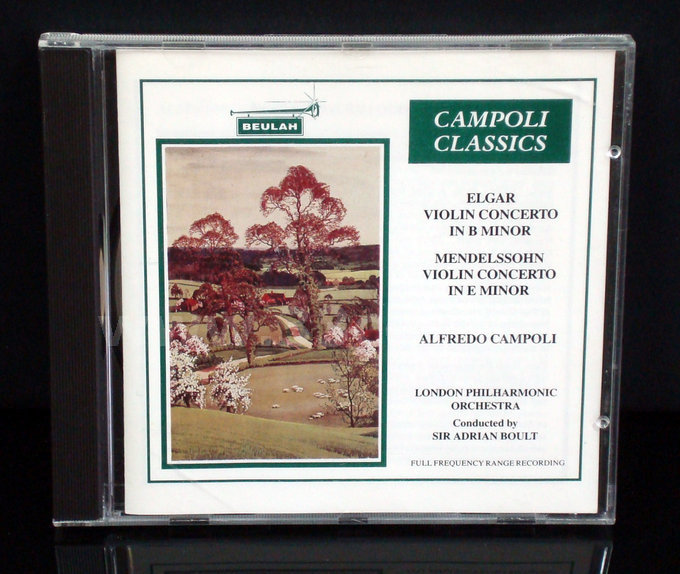 BEULAH
CAMPOLI
CLASSICS
ELGAR
VIOLIN CONCERTO
IN B MINOR
MENDELSSOHN
VIOLIN CONCERTO
IN E MINOR
ALFREDO CAMPOLI
LONDON PHILHARMONIC
ORCHESTRA
Conducted by
SIR ADRIAN BOULT
FULL FREQUENCY RANGE RECORDING